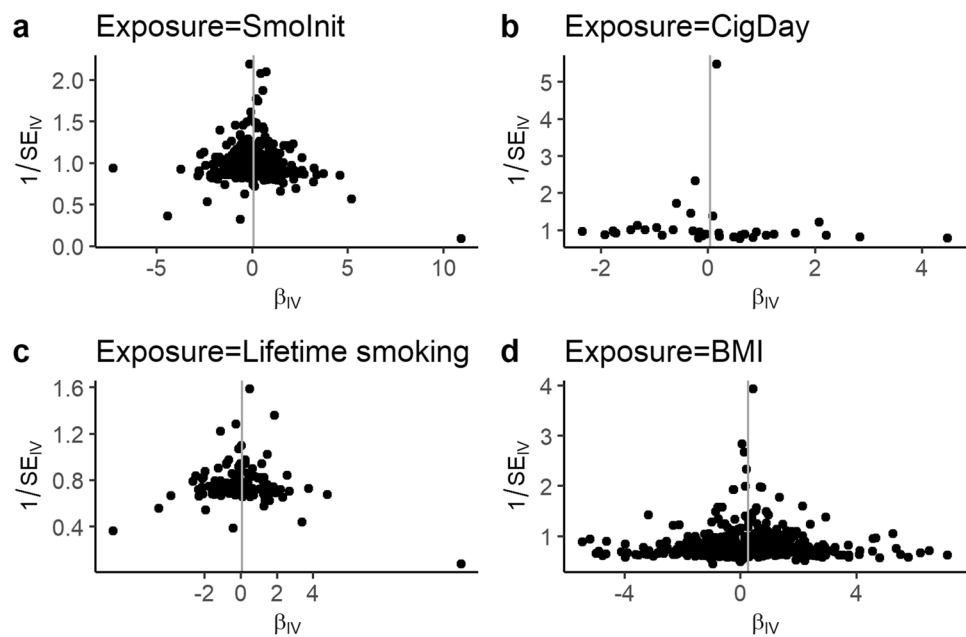 a Exposure=SmoInit
1/SE_IV
2.0
1.5
1.0
0.5
0.0
-5 0 5 10
β_IV
b Exposure=CigDay
1/SE_IV
5
4
3
2
1
-2 0 2 4
β_IV
c Exposure=Lifetime smoking
1/SE_IV
1.6
1.2
0.8
0.4
-2 0 2 4
β_IV
d Exposure=BMI
1/SE_IV
4
3
2
1
-4 0 4
β_IV